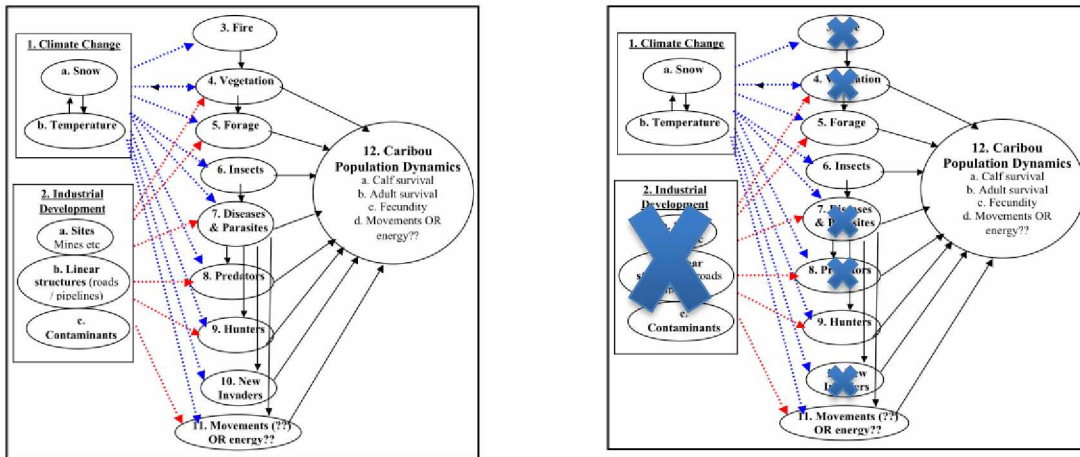 3. Fire
1. Climate Change
a. Snow
4. Vegetation
b. Temperature
5. Forage
12. Caribou
Population Dynamics
a. Calf survival
b. Adult survival
c. Fecundity
d. Movements OR
energy??
6. Insects
2. Industrial
Development
7. Diseases
& Parasites
a. Sites
Mines etc
b. Linear
structures (roads
/ pipelines)
8. Predators
c.
Contaminants
9. Hunters
10. New
Invaders
11. Movements (??)
OR energy??
1. Climate Change
a. Snow
4.
b. Temperature
5. Forage
12. Caribou
Population Dynamics
a. Calf survival
b. Adult survival
c. Fecundity
d. Movements OR
energy??
6. Insects
2. Industrial
Development
7.
&
8.
c.
Contaminants
9. Hunters
11. Movements (??)
OR energy??